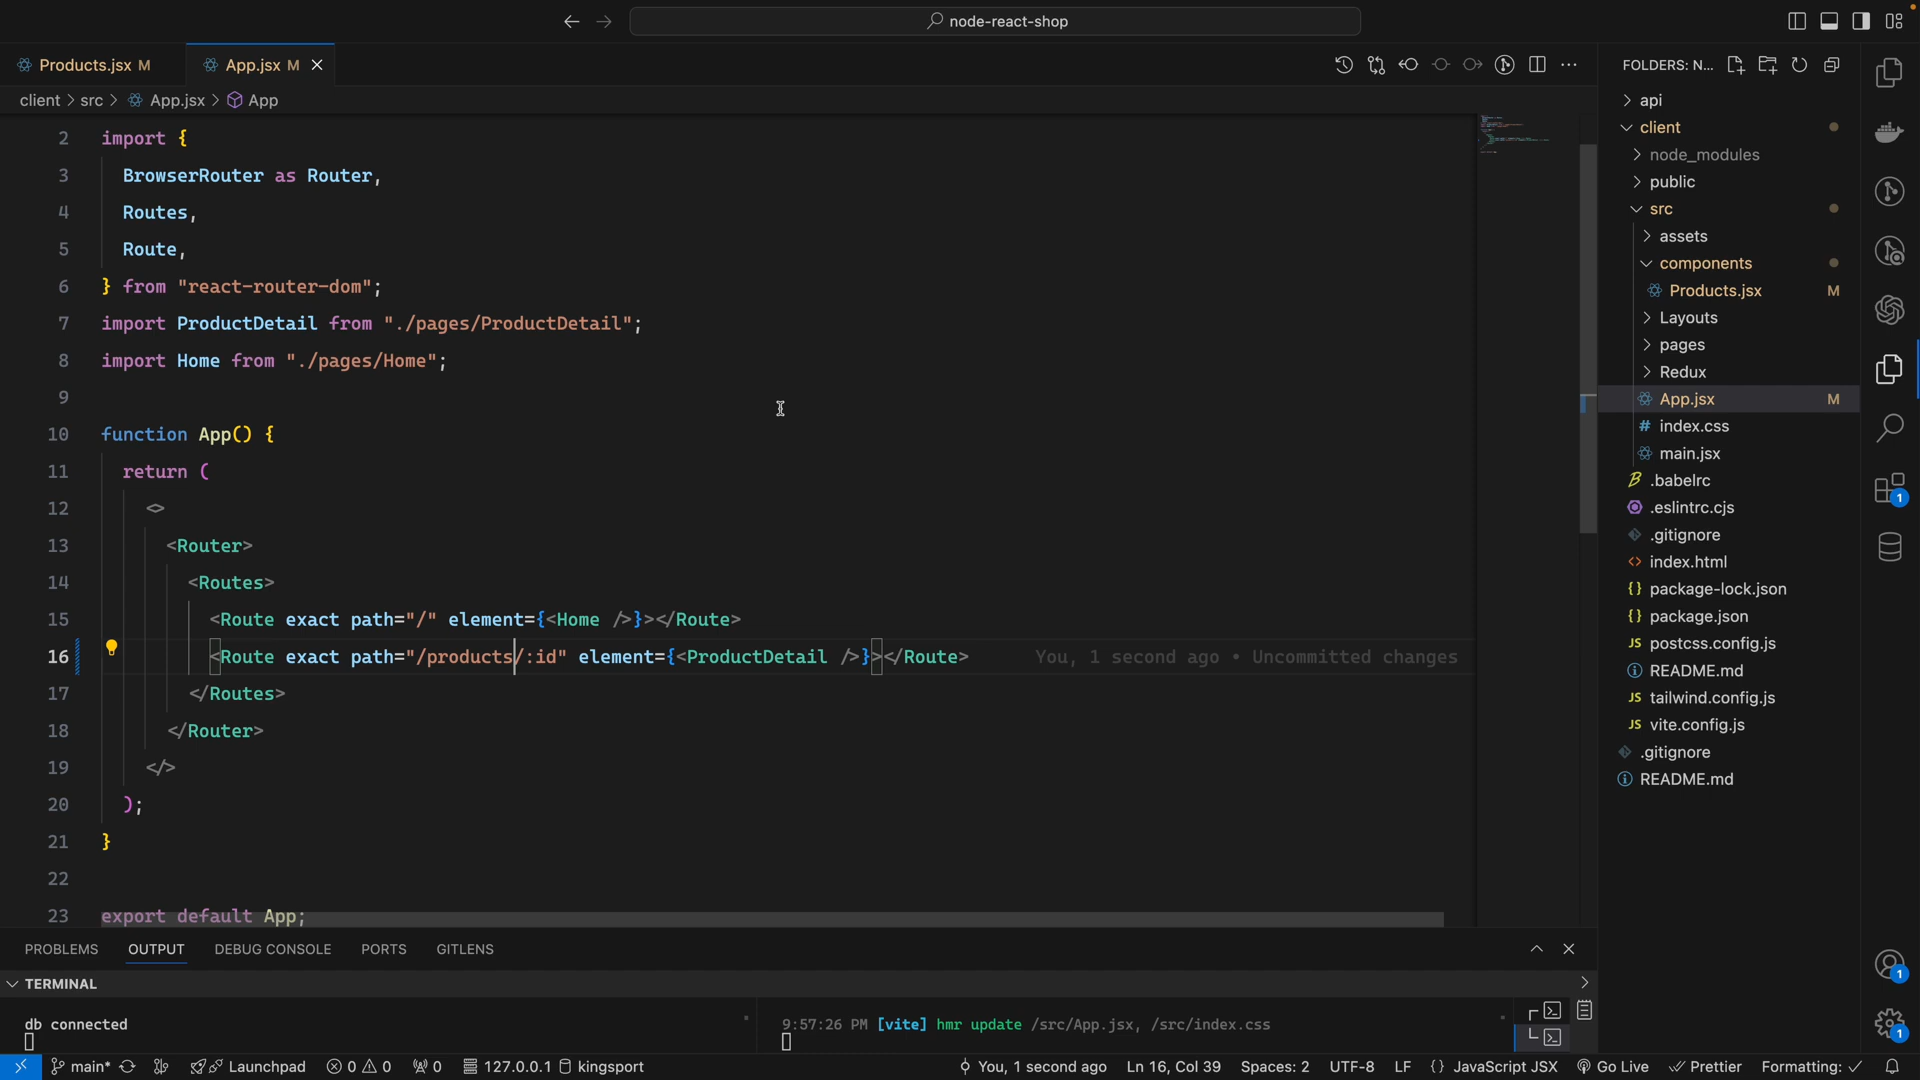 node-react-shop
Products.jsx M
App.jsx M
client > src > App.jsx > App
2 import {
3 BrowserRouter as Router,
4 Routes,
5 Route,
6 } from "react-router-dom";
7 import ProductDetail from "./pages/ProductDetail";
8 import Home from "./pages/Home";
9
10 function App() {
11 return (
12 <>
13 <Router>
14 <Routes>
15 <Route exact path="/" element={<Home />}></Route>
16 <Route exact path="/products/:id" element={<ProductDetail />}></Route> You, 1 second ago • Uncommitted changes
17 </Routes>
18 </Router>
19 </>
20 );
21 }
22
23 export default App;
FOLDERS: N...
api
client
node_modules
public
src
assets
components
Products.jsx M
Layouts
pages
Redux
App.jsx M
# index.css
main.jsx
.babelrc
.eslintrc.cjs
.gitignore
<> index.html
{} package-lock.json
{} package.json
JS postcss.config.js
README.md
JS tailwind.config.js
JS vite.config.js
.gitignore
README.md
1
1
1
PROBLEMS OUTPUT DEBUG CONSOLE PORTS GITLENS
TERMINAL
db connected
9:57:26 PM [vite] hmr update /src/App.jsx, /src/index.css
main* Launchpad 0 0 0 127.0.0.1 kingsport You, 1 second ago Ln 16, Col 39 Spaces: 2 UTF-8 LF {} JavaScript JSX Go Live Prettier Formatting: ✓